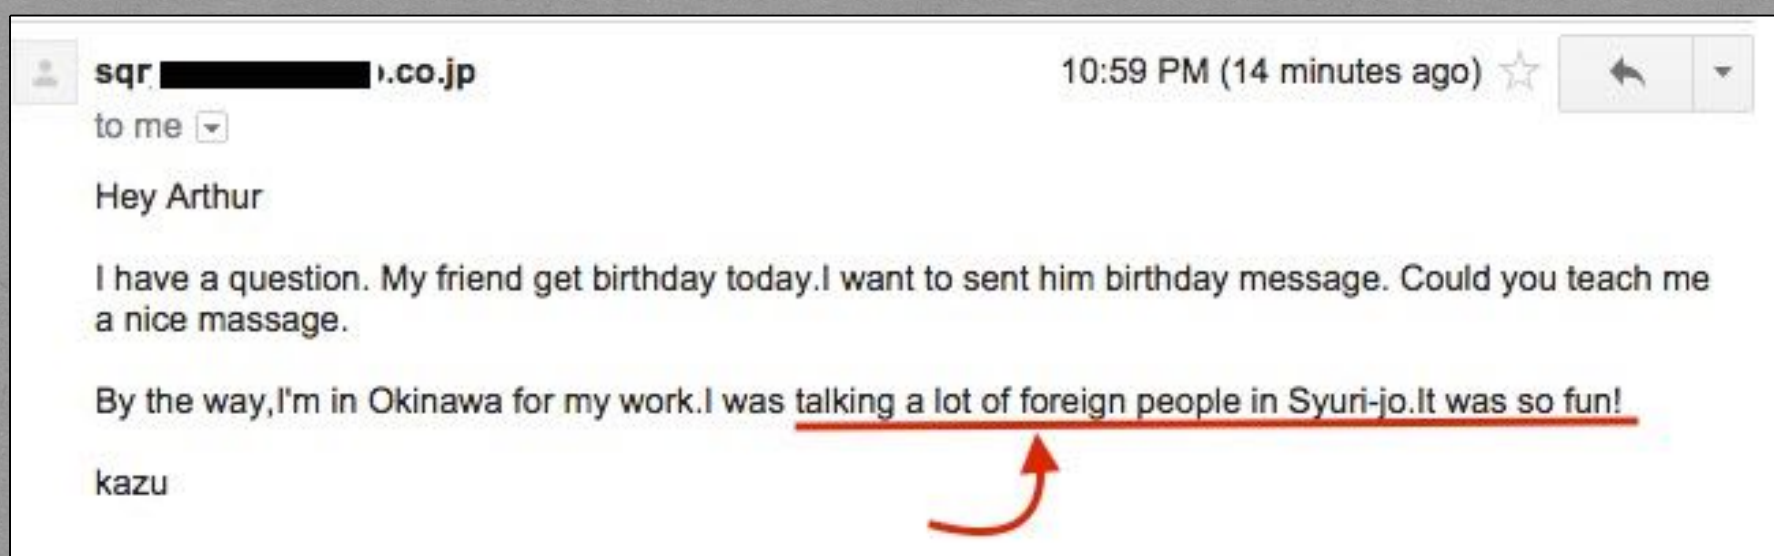 sqr .co.jp
10:59 PM (14 minutes ago)
to me
Hey Arthur
I have a question. My friend get birthday today.I want to sent him birthday message. Could you teach me
a nice massage.
By the way,I'm in Okinawa for my work.I was talking a lot of foreign people in Syuri-jo.It was so fun!
kazu